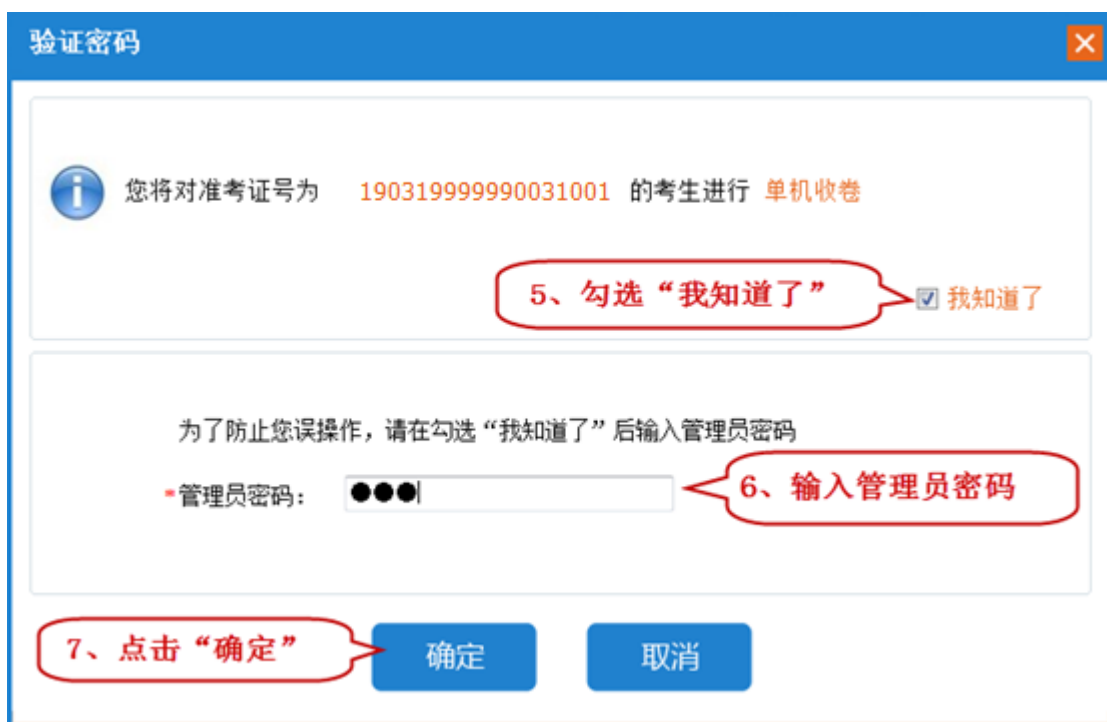 验证密码
您将对准考证号为 190319999990031001 的考生进行 单机收卷
5、勾选“我知道了”
我知道了
为了防止您误操作，请在勾选“我知道了”后输入管理员密码
*管理员密码：
6、输入管理员密码
7、点击“确定”
确定
取消